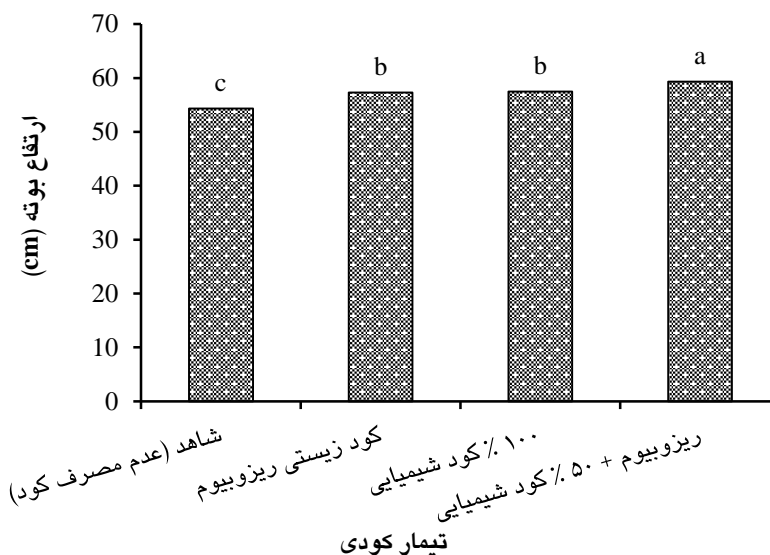 70
60
50
40
30
20
10
0
ارتفاع بوته (cm)
c
b
b
a
شاهد (عدم مصرف کود)
کود زیستی ریزوبیوم
۱۰۰ ٪ کود شیمیایی
ریزوبیوم + ۵۰ ٪ کود شیمیایی
تیمار کودی